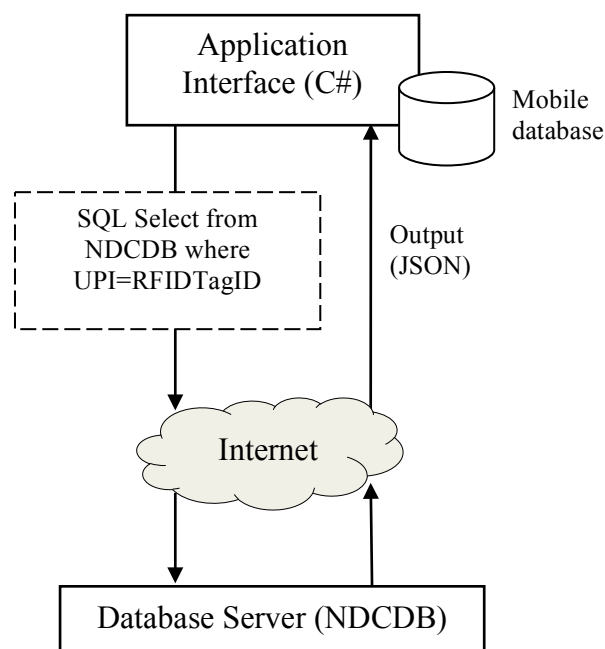 Application
Interface (C#)
Mobile
database
SQL Select from
NDCDB where
UPI=RFIDTagID
Output
(JSON)
Internet
Database Server (NDCDB)